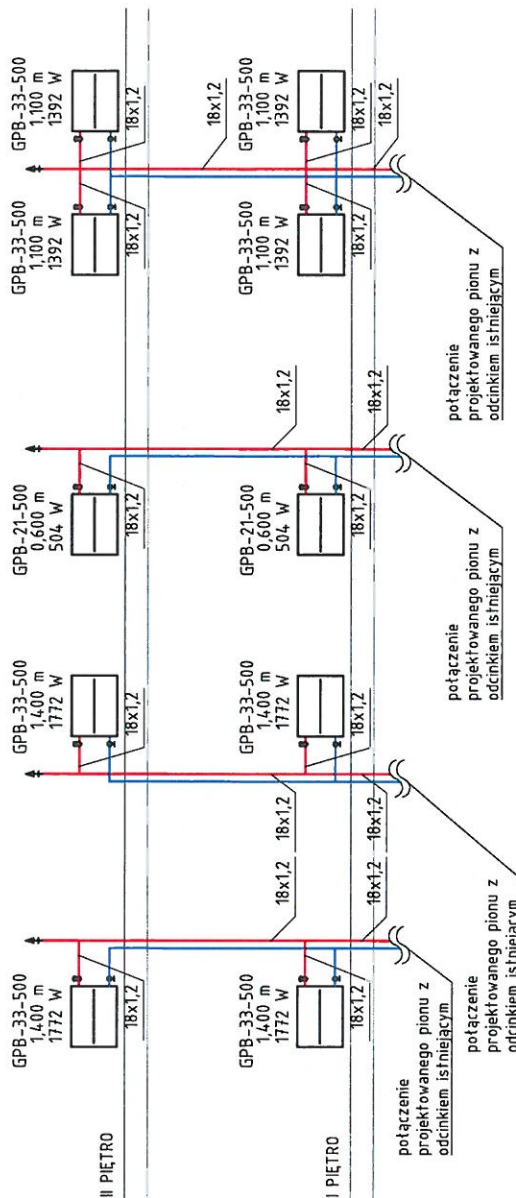 II PIĘTRO
GPB-33-500
1,400 m
1772 W
18x1,2
GPB-33-500
1,400 m
1772 W
18x1,2
GPB-21-500
0,600 m
504 W
18x1,2
GPB-33-500
1,100 m
1392 W
18x1,2
GPB-33-500
1,100 m
1392 W
18x1,2
18x1,2
18x1,2
18x1,2
18x1,2
I PIĘTRO
GPB-33-500
1,400 m
1772 W
18x1,2
GPB-33-500
1,400 m
1772 W
18x1,2
GPB-21-500
0,600 m
504 W
18x1,2
GPB-33-500
1,100 m
1392 W
18x1,2
GPB-33-500
1,100 m
1392 W
18x1,2
18x1,2
18x1,2
18x1,2
18x1,2
połączenie
projektowanego pionu z
odcinkiem istniejącym
połączenie
projektowanego pionu z
odcinkiem istniejącym
połączenie
projektowanego pionu z
odcinkiem istniejącym
połączenie
projektowanego pionu z
odcinkiem istniejącym